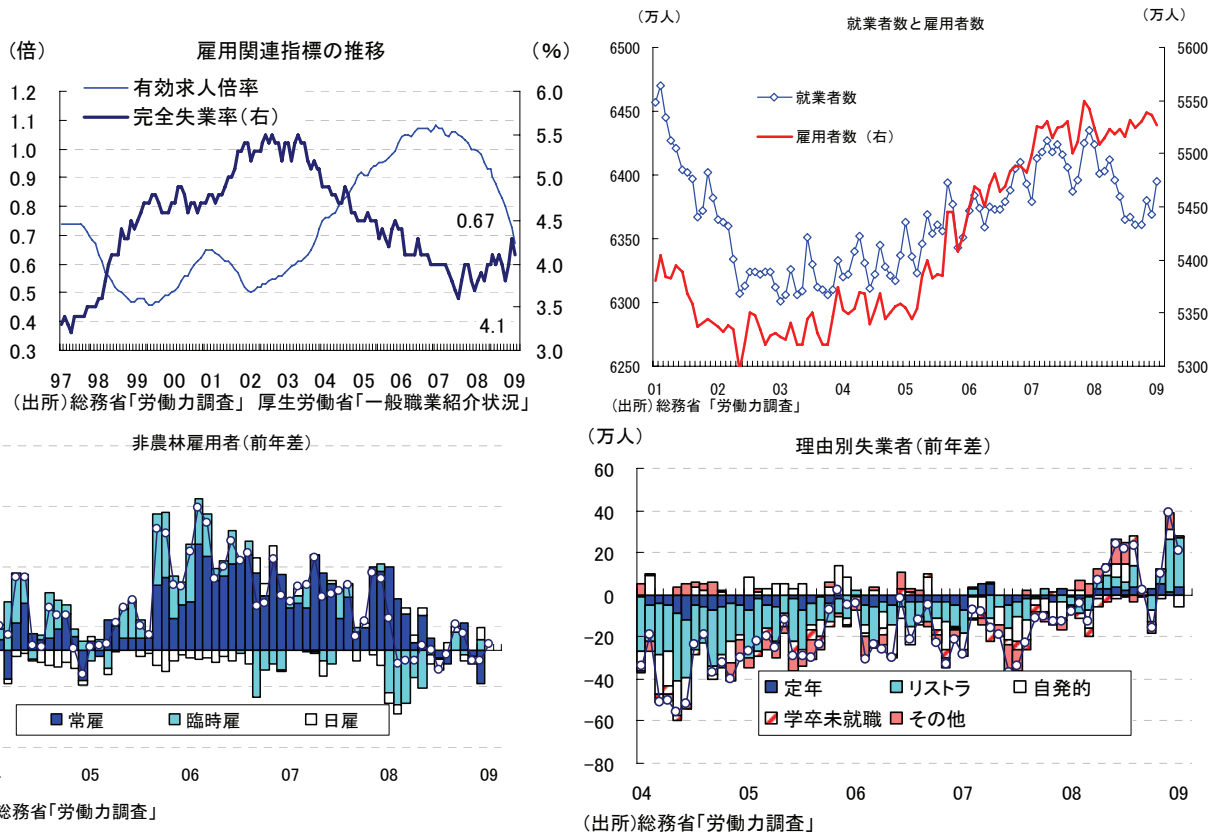 雇用関連指標の推移
(倍)
(%)
有効求人倍率
完全失業率(右)
1.2
1.1
1.0
0.9
0.8
0.7
0.6
0.5
0.4
0.3
6.0
5.5
5.0
4.5
4.0
3.5
3.0
0.67
4.1
97 98 99 00 01 02 03 04 05 06 07 08 09
(出所)総務省「労働力調査」 厚生労働省「一般職業紹介状況」
(万人)
(万人)
就業者数と雇用者数
就業者数
雇用者数 (右)
6500
6450
6400
6350
6300
6250
5600
5550
5500
5450
5400
5350
5300
01 02 03 04 05 06 07 08 09
(出所)総務省「労働力調査」
非農林雇用者(前年差)
常雇 臨時雇 日雇
05 06 07 08 09
総務省「労働力調査」
(万人)
理由別失業者(前年差)
60
40
20
0
−20
−40
−60
−80
定年 リストラ 自発的
学卒未就職 その他
04 05 06 07 08 09
(出所)総務省「労働力調査」